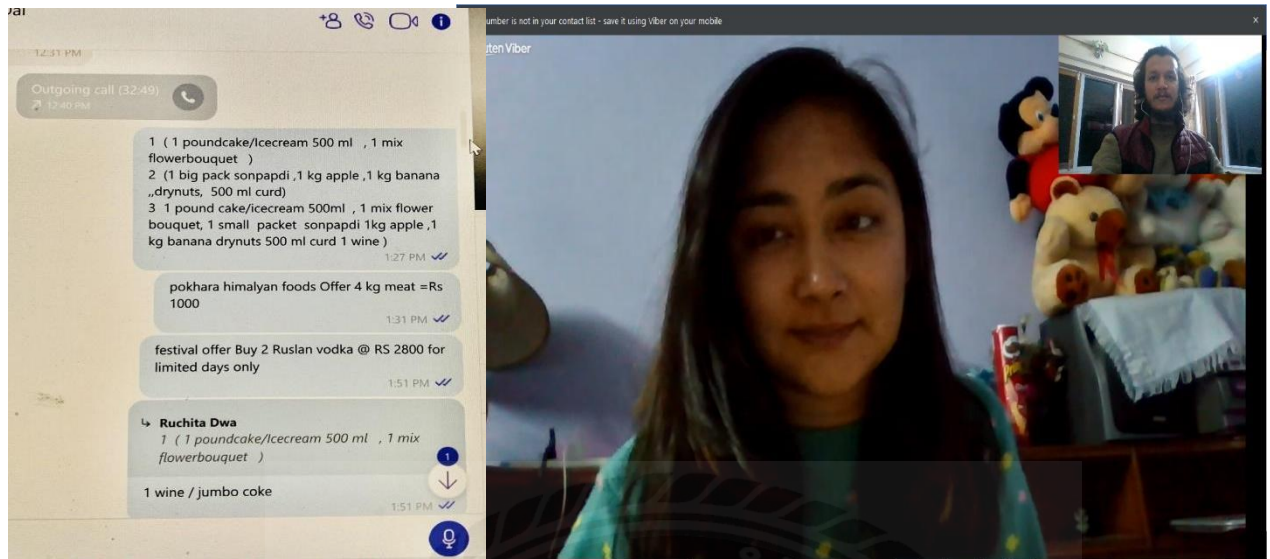 12:31 PM
Outgoing call (32:49)
12:40 PM
1 ( 1 poundcake/Icecream 500 ml , 1 mix
flowerbouquet )
2 (1 big pack sonpapdi ,1 kg apple ,1 kg banana
,,drynuts, 500 ml curd)
3 1 pound cake/icecream 500ml , 1 mix flower
bouquet, 1 small packet sonpapdi 1kg apple ,1
kg banana drynuts 500 ml curd 1 wine )
1:27 PM
pokhara himalyan foods Offer 4 kg meat =Rs
1000
1:31 PM
festival offer Buy 2 Ruslan vodka @ RS 2800 for
limited days only
1:51 PM
Ruchita Dwa
1 ( 1 poundcake/Icecream 500 ml , 1 mix
flowerbouquet )
1
1 wine / jumbo coke
1:51 PM
umber is not in your contact list - save it using Viber on your mobile
x
uten Viber